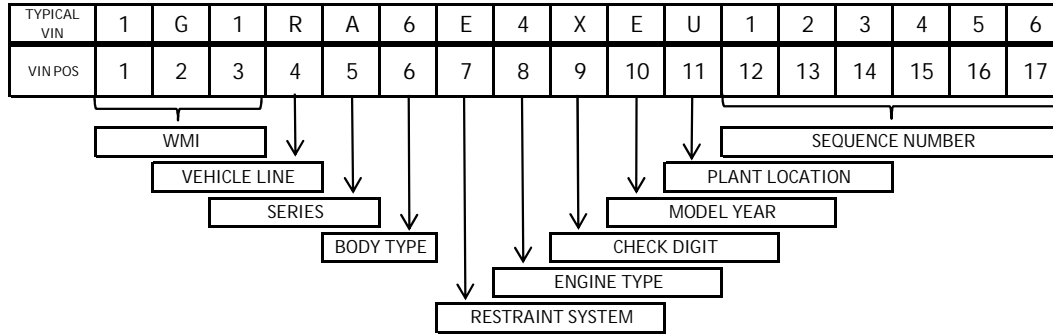 TYPICAL
VIN 1 G 1 R A 6 E 4 X E U 1 2 3 4 5 6
VIN POS 1 2 3 4 5 6 7 8 9 10 11 12 13 14 15 16 17
WMI SEQUENCE NUMBER
VEHICLE LINE PLANT LOCATION
SERIES MODEL YEAR
BODY TYPE CHECK DIGIT
ENGINE TYPE
RESTRAINT SYSTEM